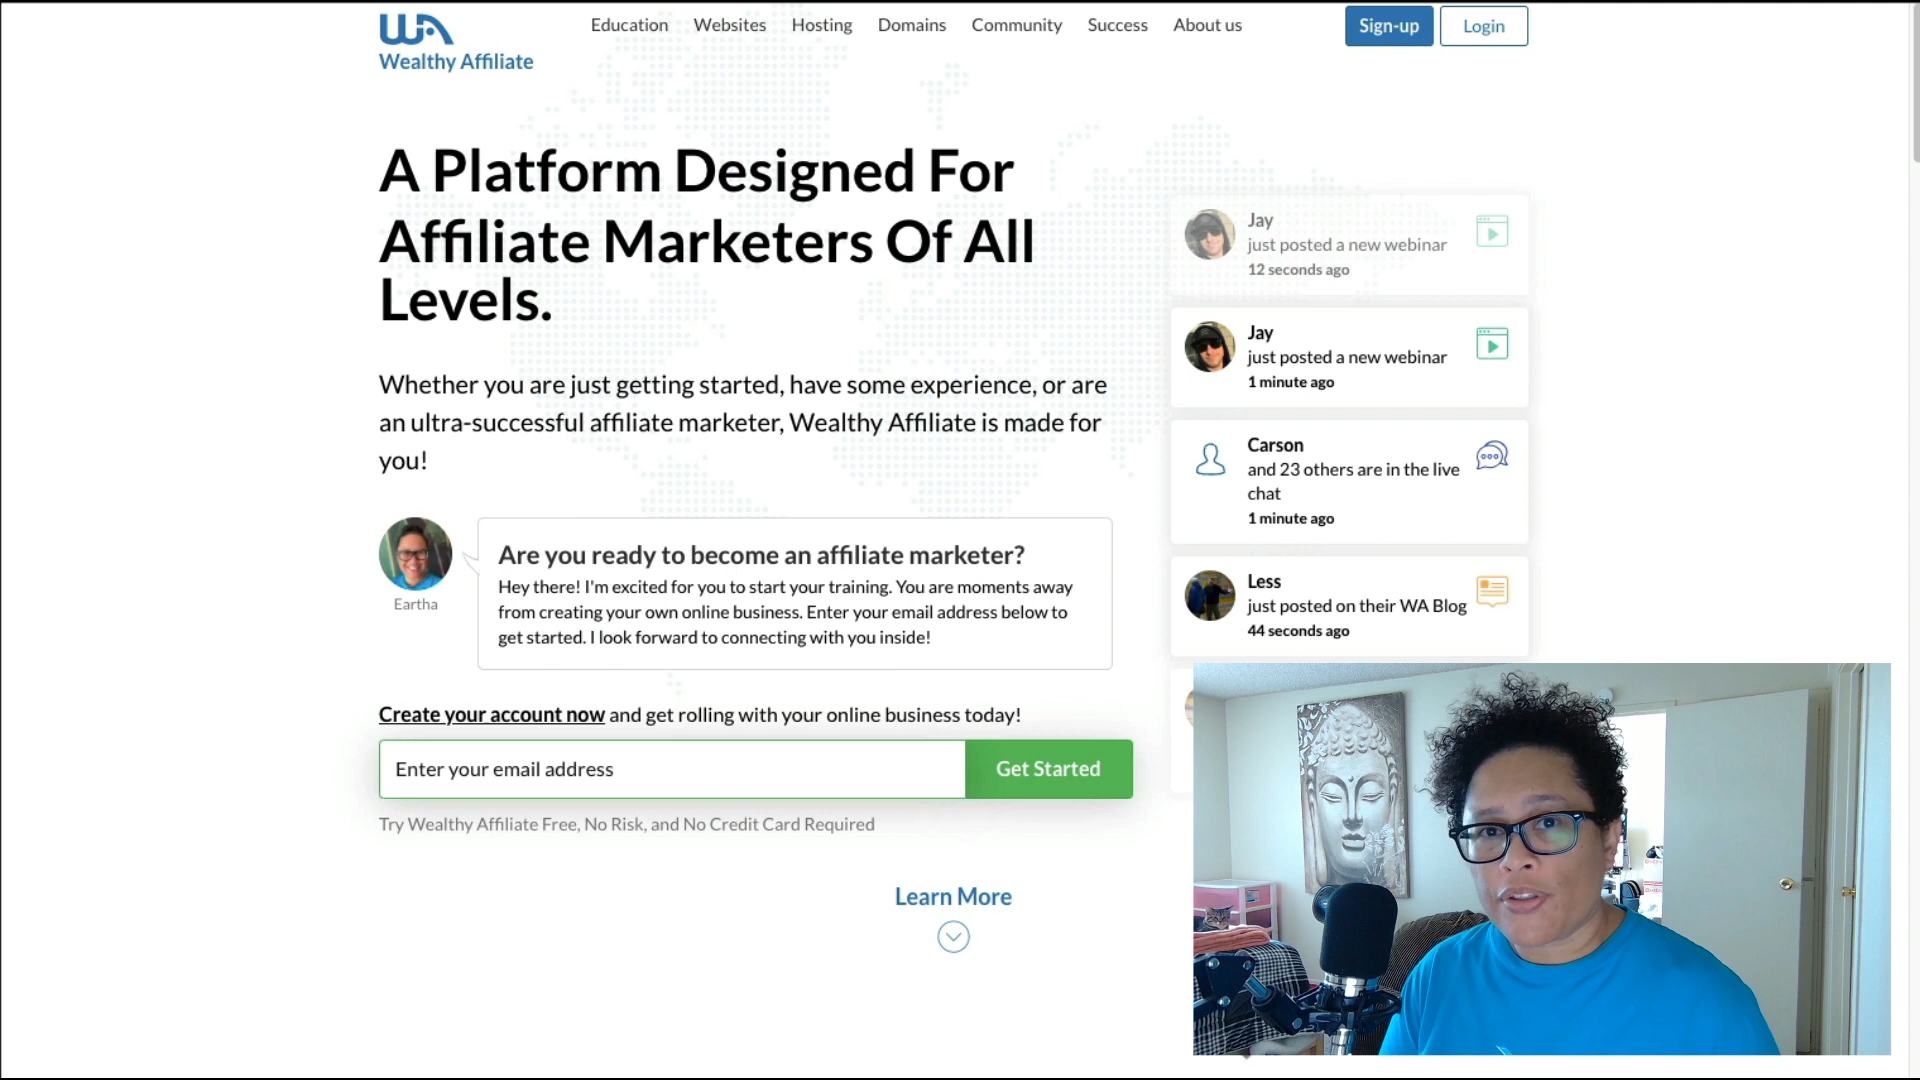 Wealthy Affiliate
Education Websites Hosting Domains Community Success About us
Sign-up Login
A Platform Designed For
Affiliate Marketers Of All
Levels.
Whether you are just getting started, have some experience, or are
an ultra-successful affiliate marketer, Wealthy Affiliate is made for
you!
Eartha
Are you ready to become an affiliate marketer?
Hey there! I'm excited for you to start your training. You are moments away
from creating your own online business. Enter your email address below to
get started. I look forward to connecting with you inside!
Create your account now and get rolling with your online business today!
Enter your email address
Get Started
Try Wealthy Affiliate Free, No Risk, and No Credit Card Required
Learn More
Jay
just posted a new webinar
12 seconds ago
Jay
just posted a new webinar
1 minute ago
Carson
and 23 others are in the live
chat
1 minute ago
Less
just posted on their WA Blog
44 seconds ago